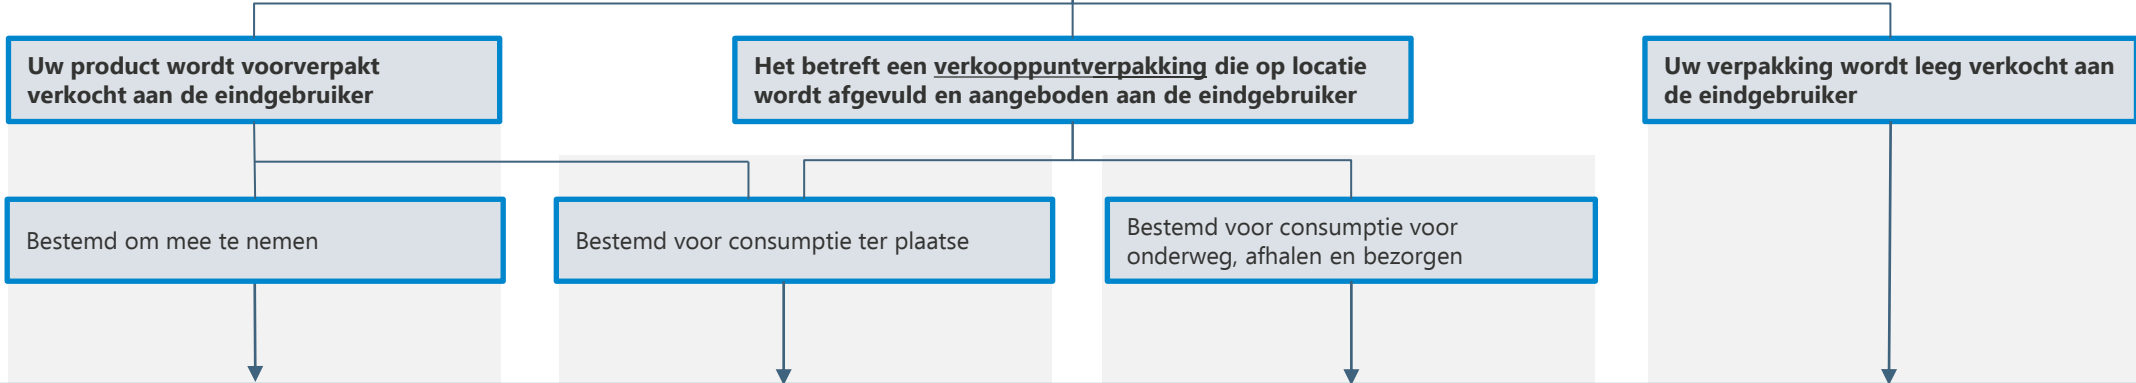 Uw product wordt voorverpakt
verkocht aan de eindgebruiker
Het betreft een verkooppuntverpakking die op locatie
wordt afgevuld en aangeboden aan de eindgebruiker
Uw verpakking wordt leeg verkocht aan
de eindgebruiker
Bestemd om mee te nemen
Bestemd voor consumptie ter plaatse
Bestemd voor consumptie voor
onderweg, afhalen en bezorgen